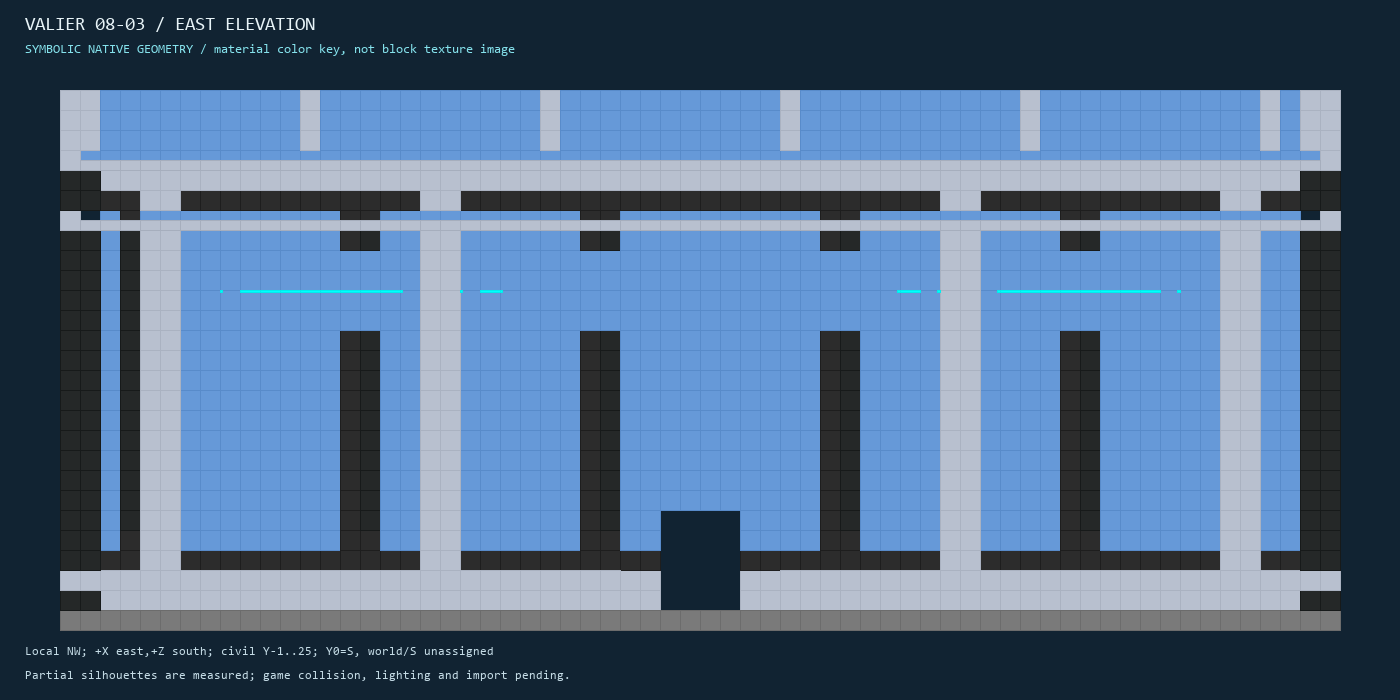 VALIER 08-03 / EAST ELEVATION
SYMBOLIC NATIVE GEOMETRY / material color key, not block texture image
Local NW; +X east,+Z south; civil Y-1..25; Y0=S, world/S unassigned
Partial silhouettes are measured; game collision, lighting and import pending.